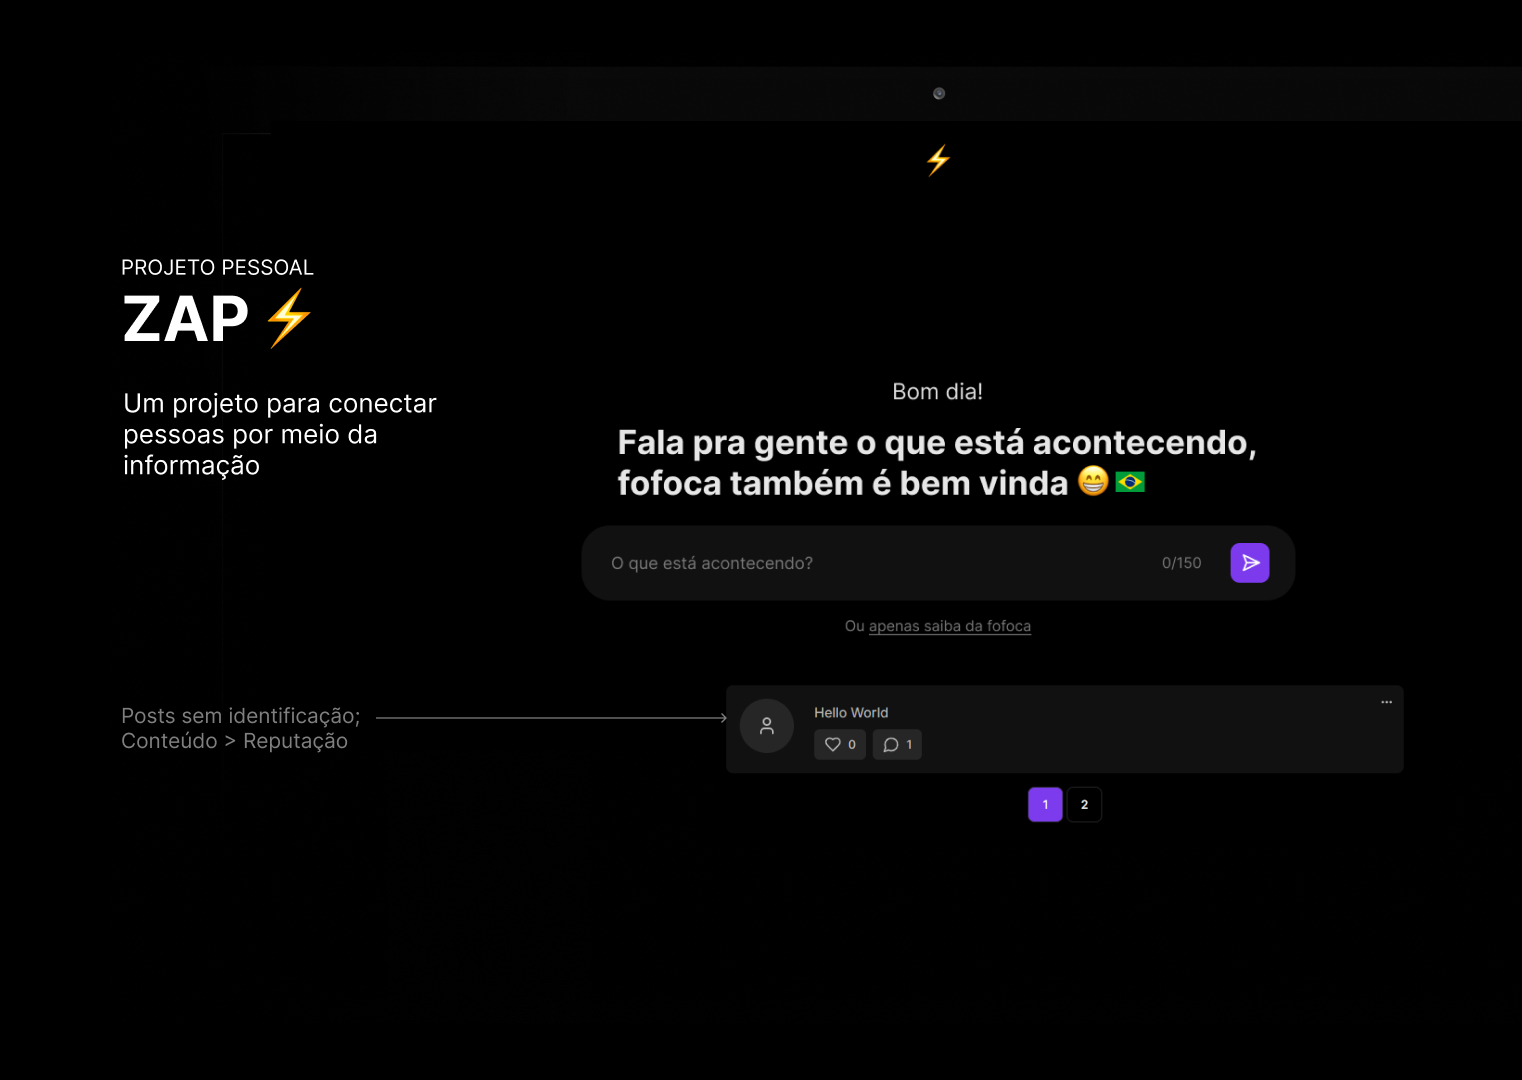 PROJETO PESSOAL
ZAP⚡
Um projeto para conectar
pessoas por meio da
informação
Bom dia!
Fala pra gente o que está acontecendo,
fofoca também é bem vinda 😁🇧🇷
O que está acontecendo?
0/150
Ou apenas saiba da fofoca
Posts sem identificação;
Conteúdo > Reputação
Hello World
0
1
1
2